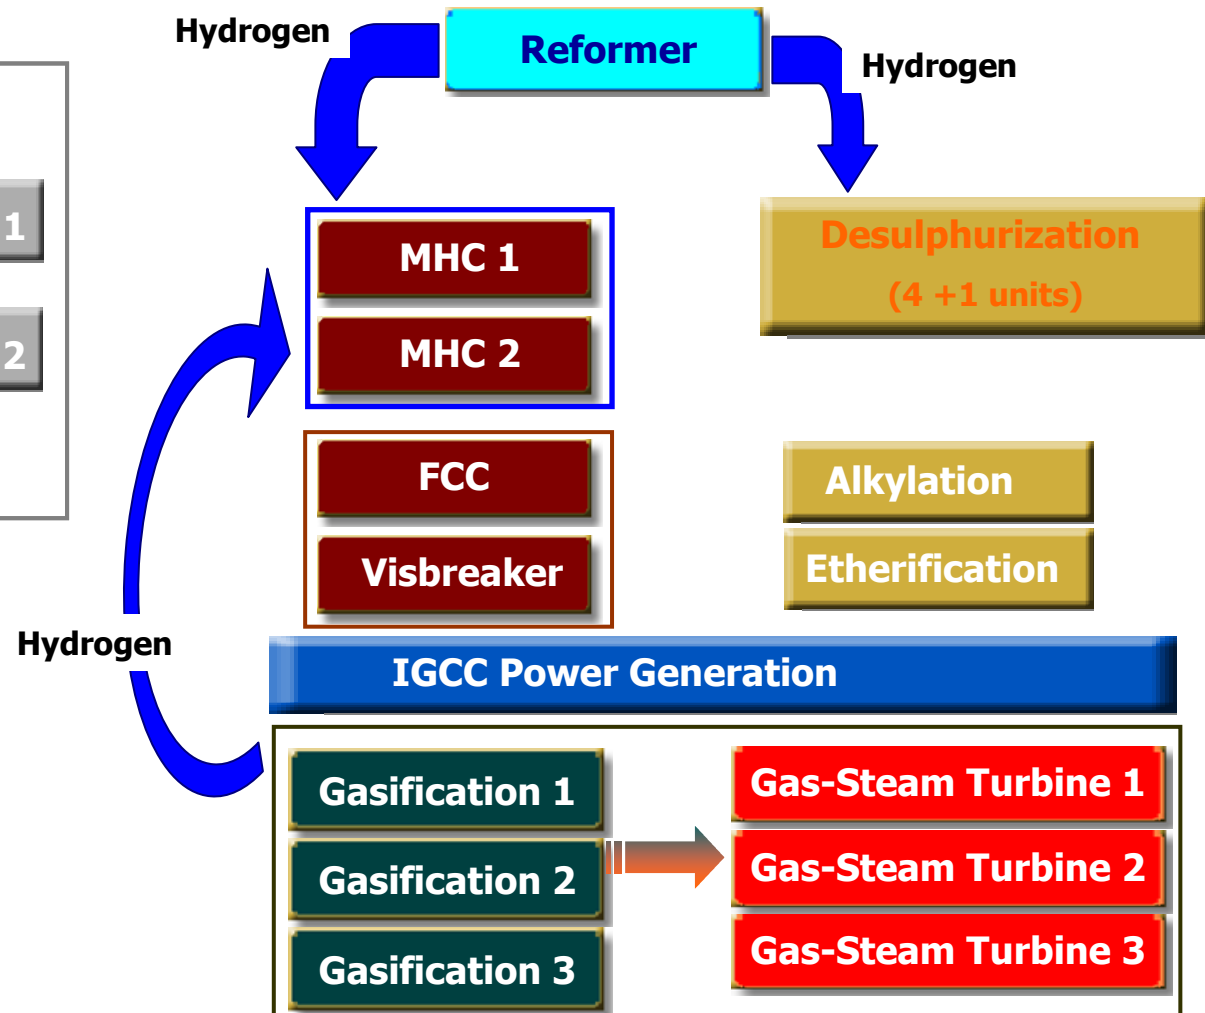 Hydrogen
Reformer
Hydrogen
1
2
MHC 1
MHC 2
Desulphurization
(4 +1 units)
FCC
Visbreaker
Alkylation
Etherification
Hydrogen
IGCC Power Generation
Gasification 1
Gasification 2
Gasification 3
Gas-Steam Turbine 1
Gas-Steam Turbine 2
Gas-Steam Turbine 3